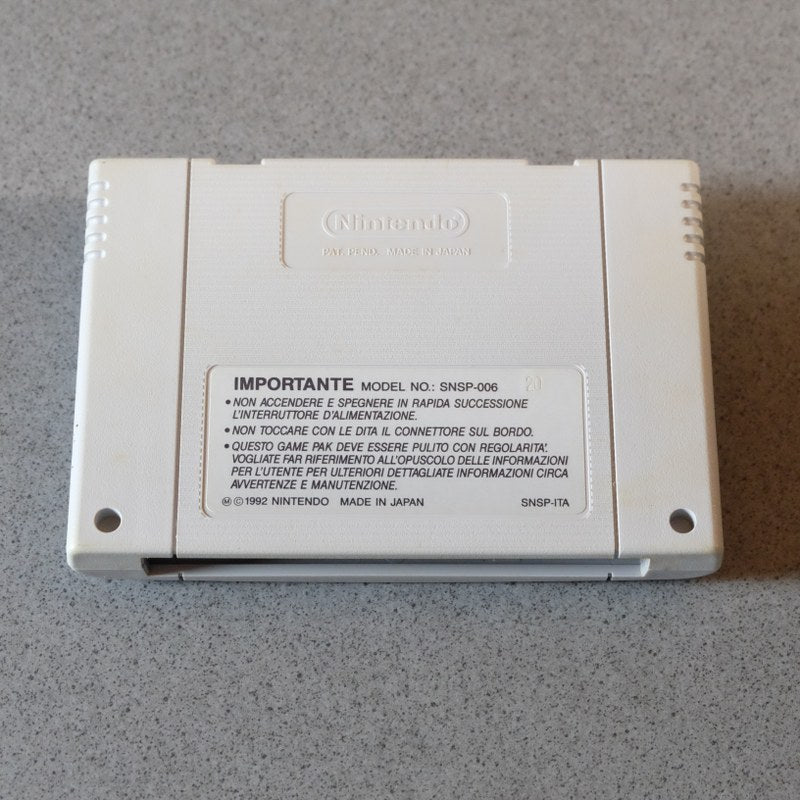 Nintendo
PAT. PEND. MADE IN JAPAN
IMPORTANTE MODEL NO.: SNSP-006 20
• NON ACCENDERE E SPEGNERE IN RAPIDA SUCCESSIONE
L'INTERRUTTORE D'ALIMENTAZIONE.
• NON TOCCARE CON LE DITA IL CONNETTORE SUL BORDO.
• QUESTO GAME PAK DEVE ESSERE PULITO CON REGOLARITA'.
VOGLIATE FAR RIFERIMENTO ALL'OPUSCOLO DELLE INFORMAZIONI
PER L'UTENTE PER ULTERIORI DETTAGLIATE INFORMAZIONI CIRCA
AVVERTENZE E MANUTENZIONE.
Ⓜ © 1992 NINTENDO MADE IN JAPAN SNSP-ITA